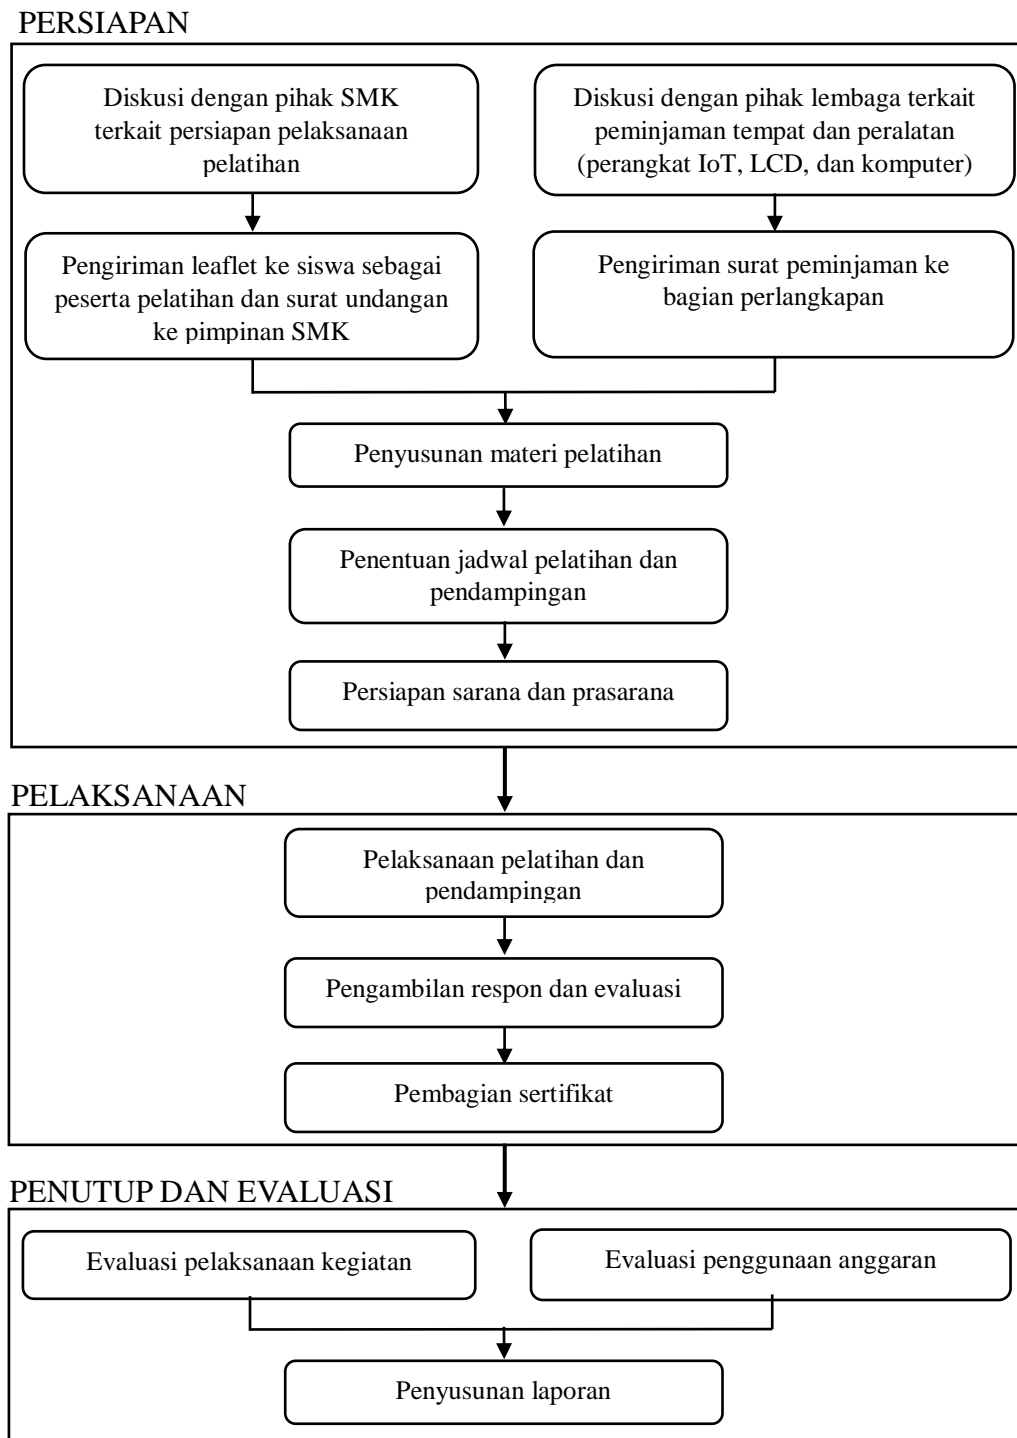 PERSIAPAN
Diskusi dengan pihak SMK
terkait persiapan pelaksanaan
pelatihan
Diskusi dengan pihak lembaga terkait
peminjaman tempat dan peralatan
(perangkat IoT, LCD, dan komputer)
Pengiriman leaflet ke siswa sebagai
peserta pelatihan dan surat undangan
ke pimpinan SMK
Pengiriman surat peminjaman ke
bagian perlangkapan
Penyusunan materi pelatihan
Penentuan jadwal pelatihan dan
pendampingan
Persiapan sarana dan prasarana
PELAKSANAAN
Pelaksanaan pelatihan dan
pendampingan
Pengambilan respon dan evaluasi
Pembagian sertifikat
PENUTUP DAN EVALUASI
Evaluasi pelaksanaan kegiatan
Evaluasi penggunaan anggaran
Penyusunan laporan